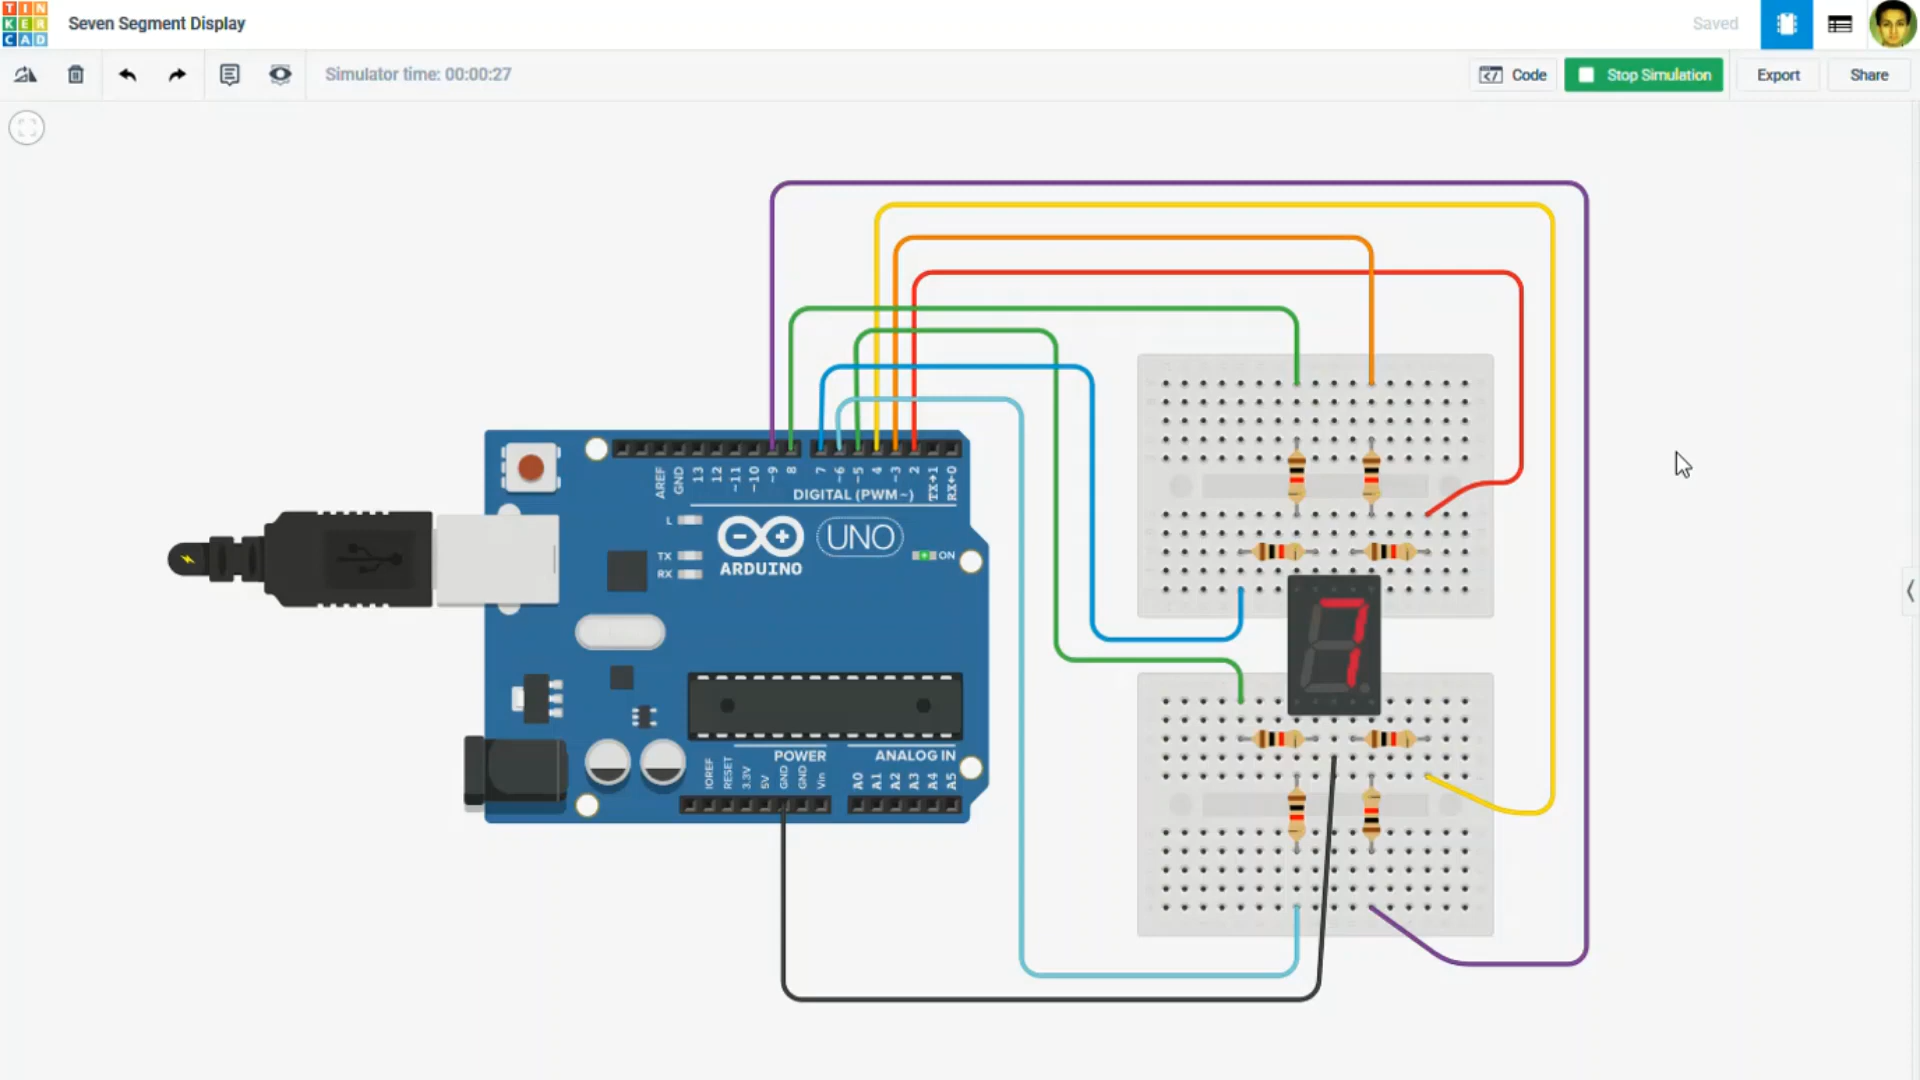 TIN
KER
CAD
Seven Segment Display
Saved
Simulator time: 00:00:27
Code
Stop Simulation
Export
Share
AREF
GND
13
12
~11
~10
~9
8
7
~6
~5
4
~3
2
TX→1
RX←0
DIGITAL (PWM~)
L
TX
RX
ARDUINO
UNO
ON
POWER
ANALOG IN
IOREF
RESET
3.3V
5V
GND
GND
Vin
A0
A1
A2
A3
A4
A5
7